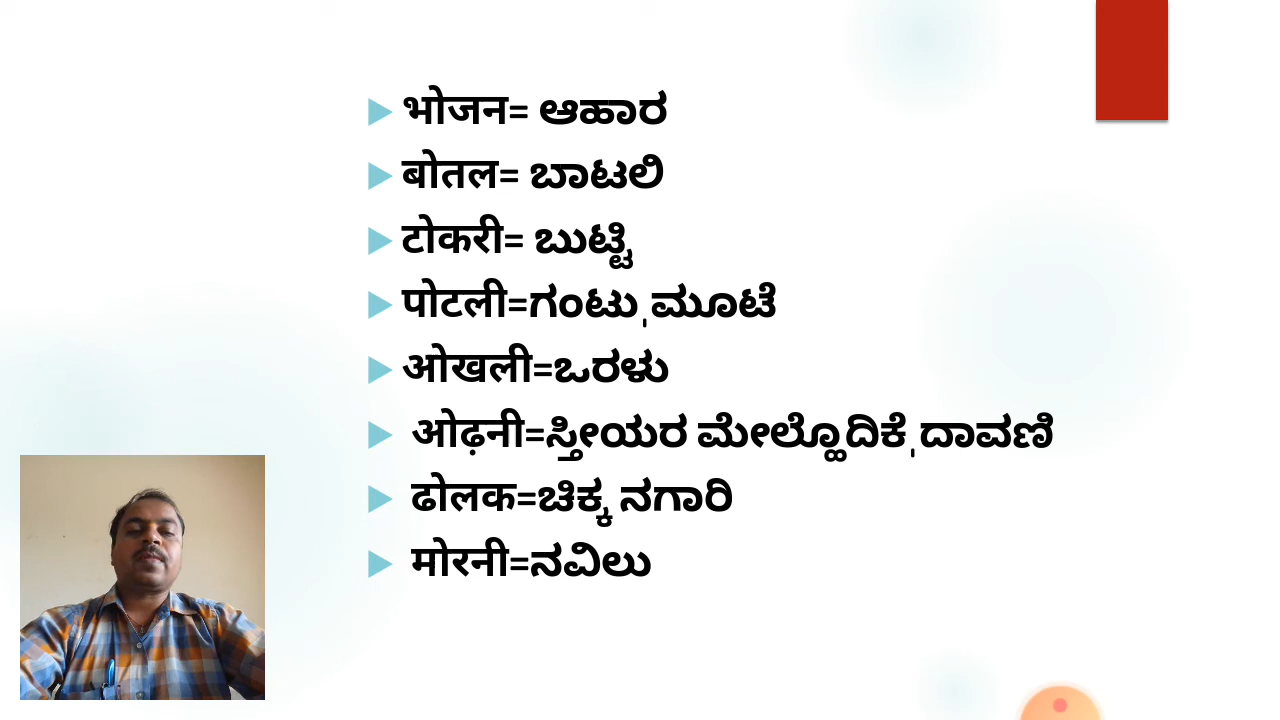 भोजन= ಆಹಾರ
बोतल= ಬಾಟಲಿ
टोकरी= ಬುಟ್ಟಿ
पोटली=ಗಂಟು,ಮೂಟೆ
ओखली=ಒರಳು
ओढ़नी=ಸ್ತೀಯರ ಮೇಲ್ಹೊದಿಕೆ,ದಾವಣಿ
ढोलक=ಚಿಕ್ಕ ನಗಾರಿ
मोरनी=ನವಿಲು